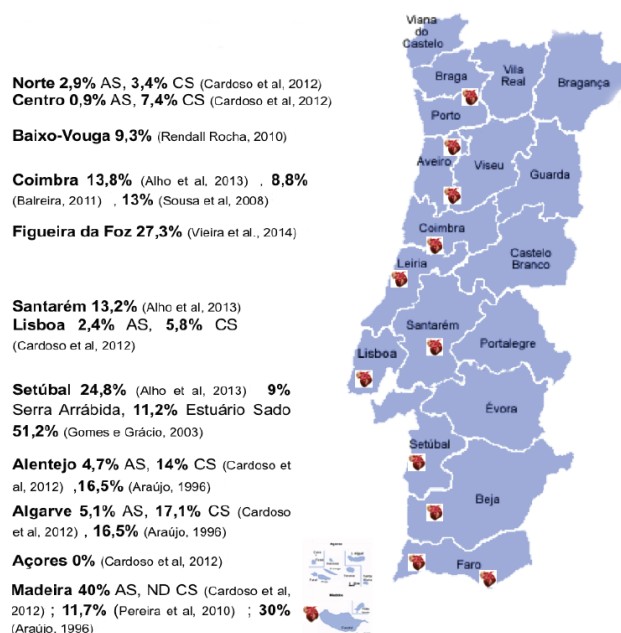 Norte 2,9% AS, 3,4% CS (Cardoso et al, 2012)
Centro 0,9% AS, 7,4% CS (Cardoso et al, 2012)
Baixo-Vouga 9,3% (Rendall Rocha, 2010)
Coimbra 13,8% (Alho et al, 2013) , 8,8%
(Balreira, 2011) , 13% (Sousa et al, 2008)
Figueira da Foz 27,3% (Vieira et al., 2014)
Santarém 13,2% (Alho et al, 2013)
Lisboa 2,4% AS, 5,8% CS
(Cardoso et al, 2012)
Setúbal 24,8% (Alho et al, 2013) 9%
Serra Arrábida, 11,2% Estuário Sado
51,2% (Gomes e Grácio, 2003)
Alentejo 4,7% AS, 14% CS (Cardoso et
al, 2012) ,16,5% (Araújo, 1996)
Algarve 5,1% AS, 17,1% CS (Cardoso
et al, 2012) , 16,5% (Araújo, 1996)
Açores 0% (Cardoso et al, 2012)
Madeira 40% AS, ND CS (Cardoso et al,
2012) ; 11,7% (Pereira et al, 2010) ; 30%
(Araújo, 1996)
Viana
do
Castelo
Braga
Vila
Real
Bragança
Porto
Aveiro
Viseu
Guarda
Coimbra
Castelo
Branco
Leiria
Santarém
Portalegre
Lisboa
Évora
Setúbal
Beja
Faro
Açores
Madeira